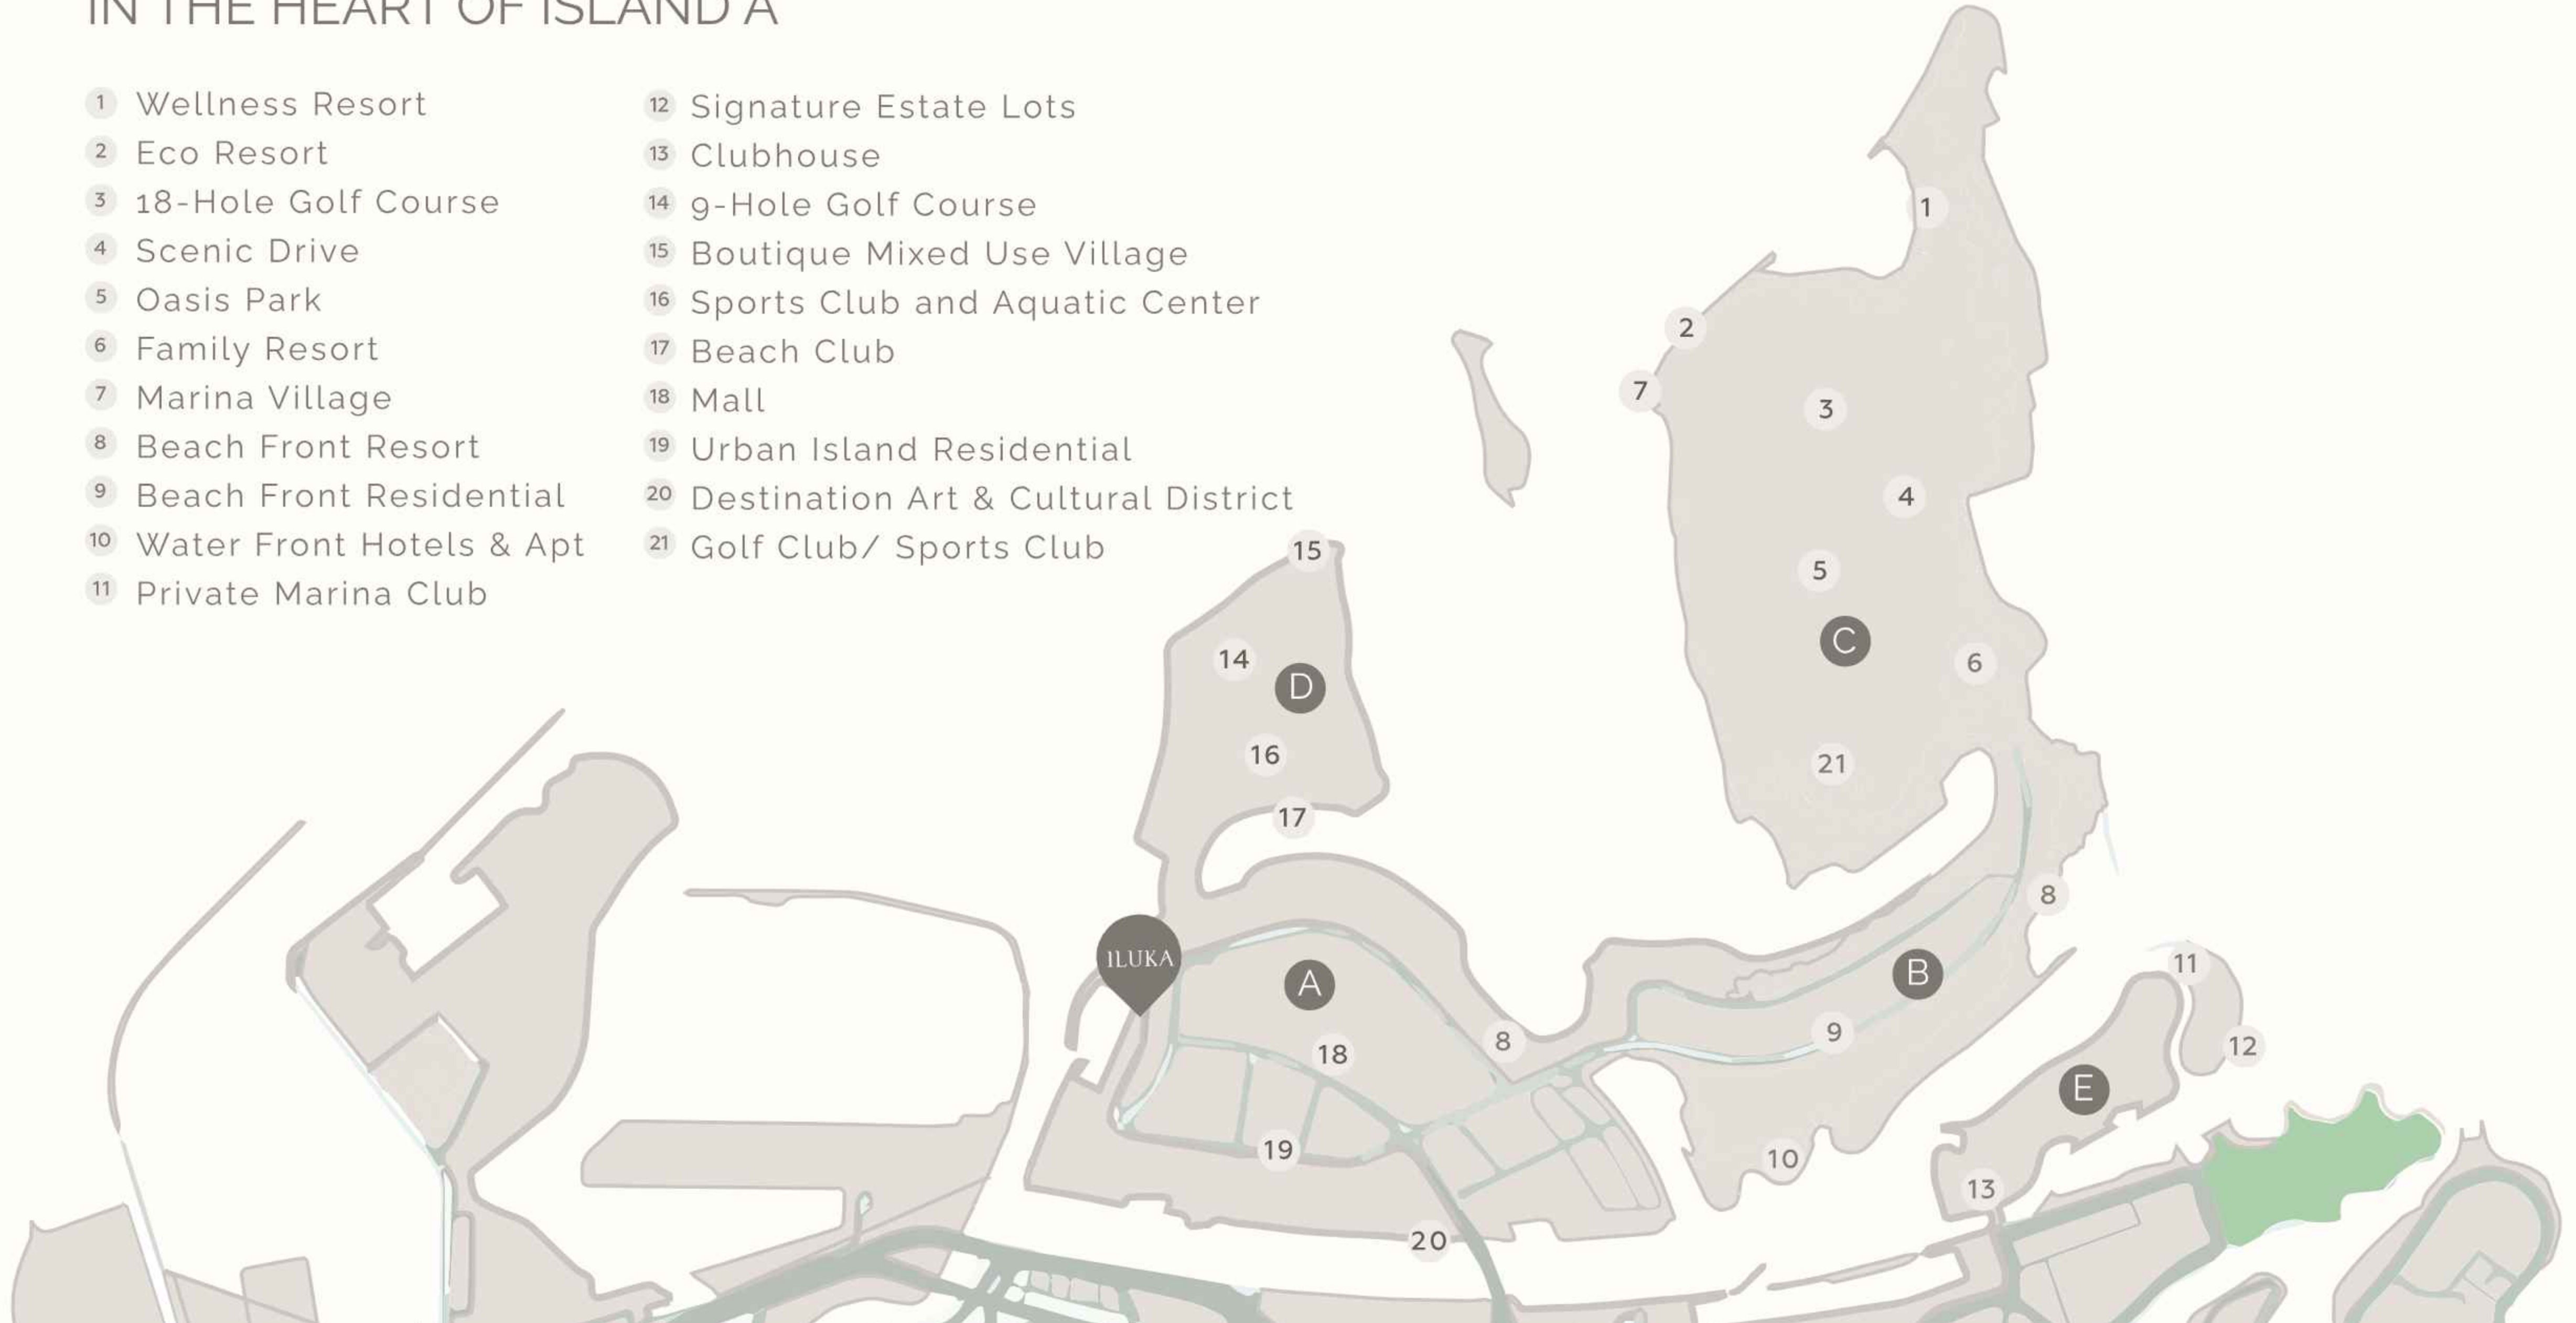 IN THE HEART OF ISLAND A
1 Wellness Resort
2 Eco Resort
3 18-Hole Golf Course
4 Scenic Drive
5 Oasis Park
6 Family Resort
7 Marina Village
8 Beach Front Resort
9 Beach Front Residential
10 Water Front Hotels & Apt
11 Private Marina Club
12 Signature Estate Lots
13 Clubhouse
14 9-Hole Golf Course
15 Boutique Mixed Use Village
16 Sports Club and Aquatic Center
17 Beach Club
18 Mall
19 Urban Island Residential
20 Destination Art & Cultural District
21 Golf Club/ Sports Club
1
2
7
3
4
15
5
C
14
D
6
16
21
17
8
ILUKA
A
B
11
8
9
18
12
E
19
10
13
20